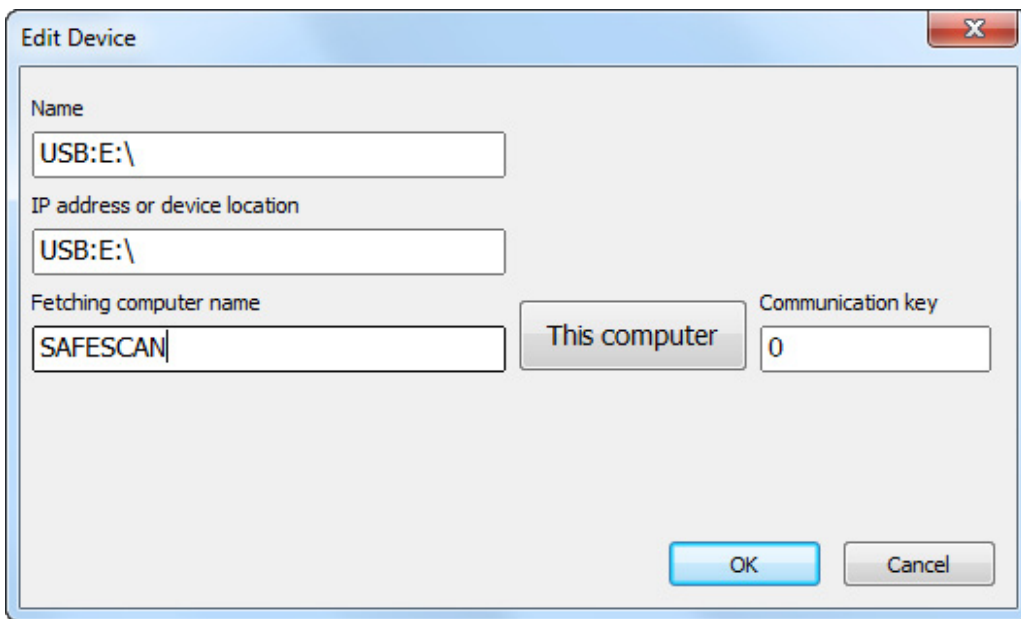 Edit Device
Name
USB:E:\
IP address or device location
USB:E:\
Fetching computer name
SAFESCAN
This computer
Communication key
0
OK
Cancel